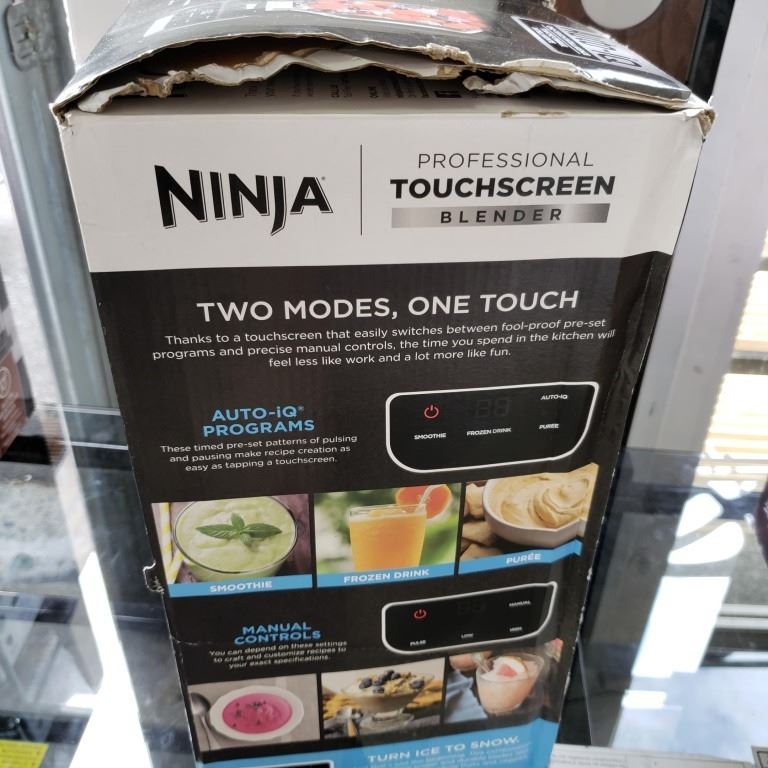 NINJA®
PROFESSIONAL
TOUCHSCREEN
BLENDER
TWO MODES, ONE TOUCH
Thanks to a touchscreen that easily switches between fool-proof pre-set
programs and precise manual controls, the time you spend in the kitchen will
feel less like work and a lot more like fun.
AUTO-iQ®
PROGRAMS
These timed pre-set patterns of pulsing
and pausing make recipe creation as
easy as tapping a touchscreen.
AUTO-iQ
SMOOTHIE
FROZEN DRINK
PURÉE
SMOOTHIE
FROZEN DRINK
PURÉE
MANUAL
CONTROLS
You can depend on these settings
to craft and customize recipes to
your exact specifications.
MANUAL
PULSE
LOW
HIGH
TURN ICE TO SNOW.